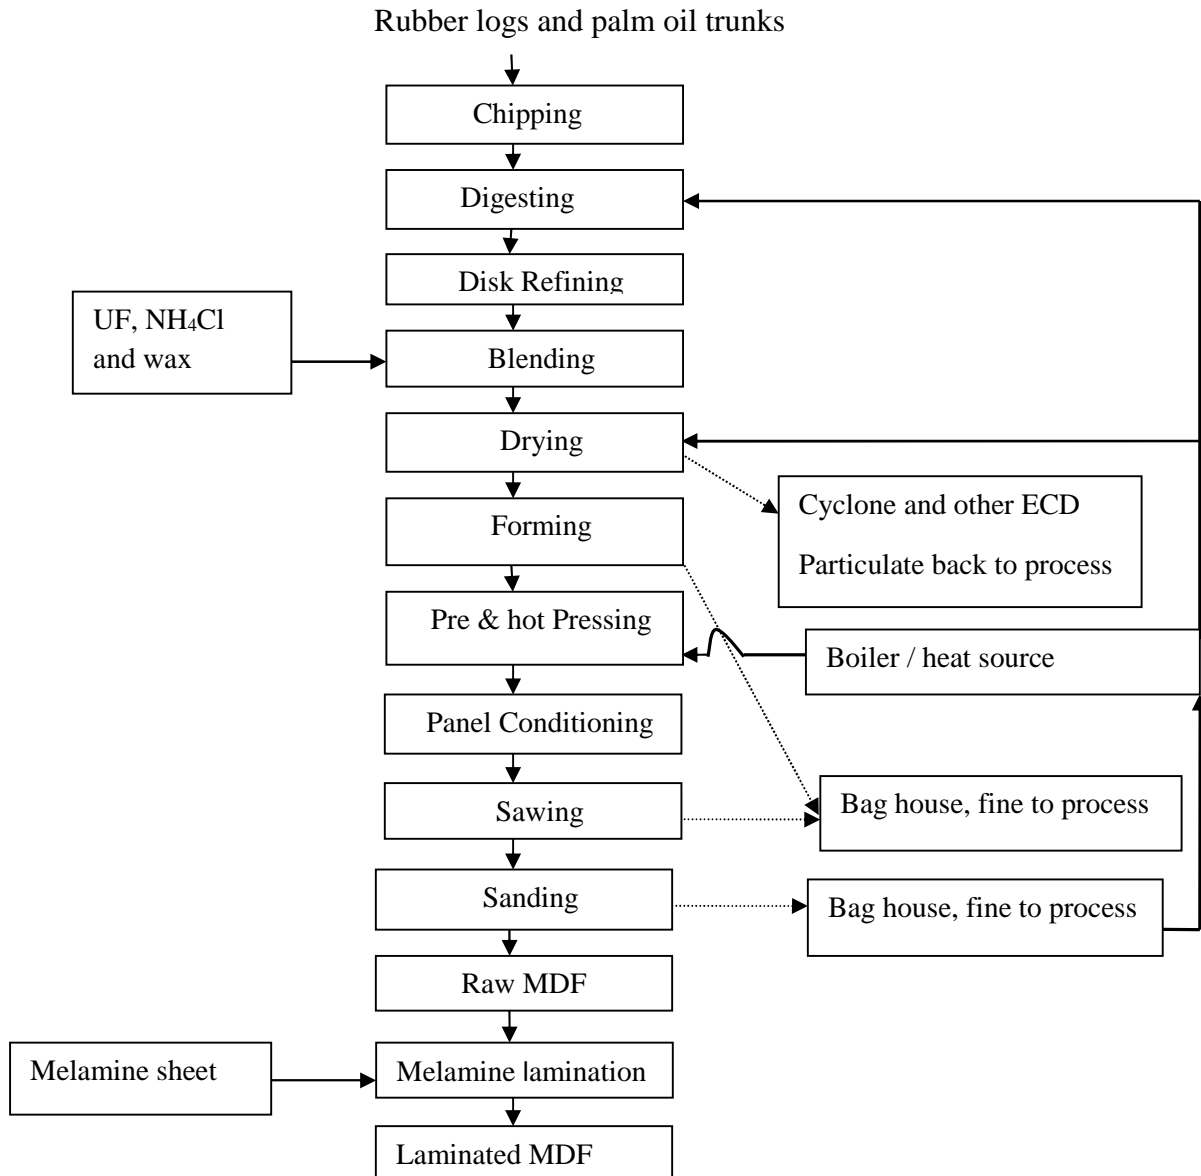 Rubber logs and palm oil trunks
Chipping
Digesting
Disk Refining
UF, NH₄Cl
and wax
Blending
Drying
Cyclone and other ECD
Particulate back to process
Forming
Pre & hot Pressing
Boiler / heat source
Panel Conditioning
Sawing
Bag house, fine to process
Sanding
Bag house, fine to process
Raw MDF
Melamine sheet
Melamine lamination
Laminated MDF